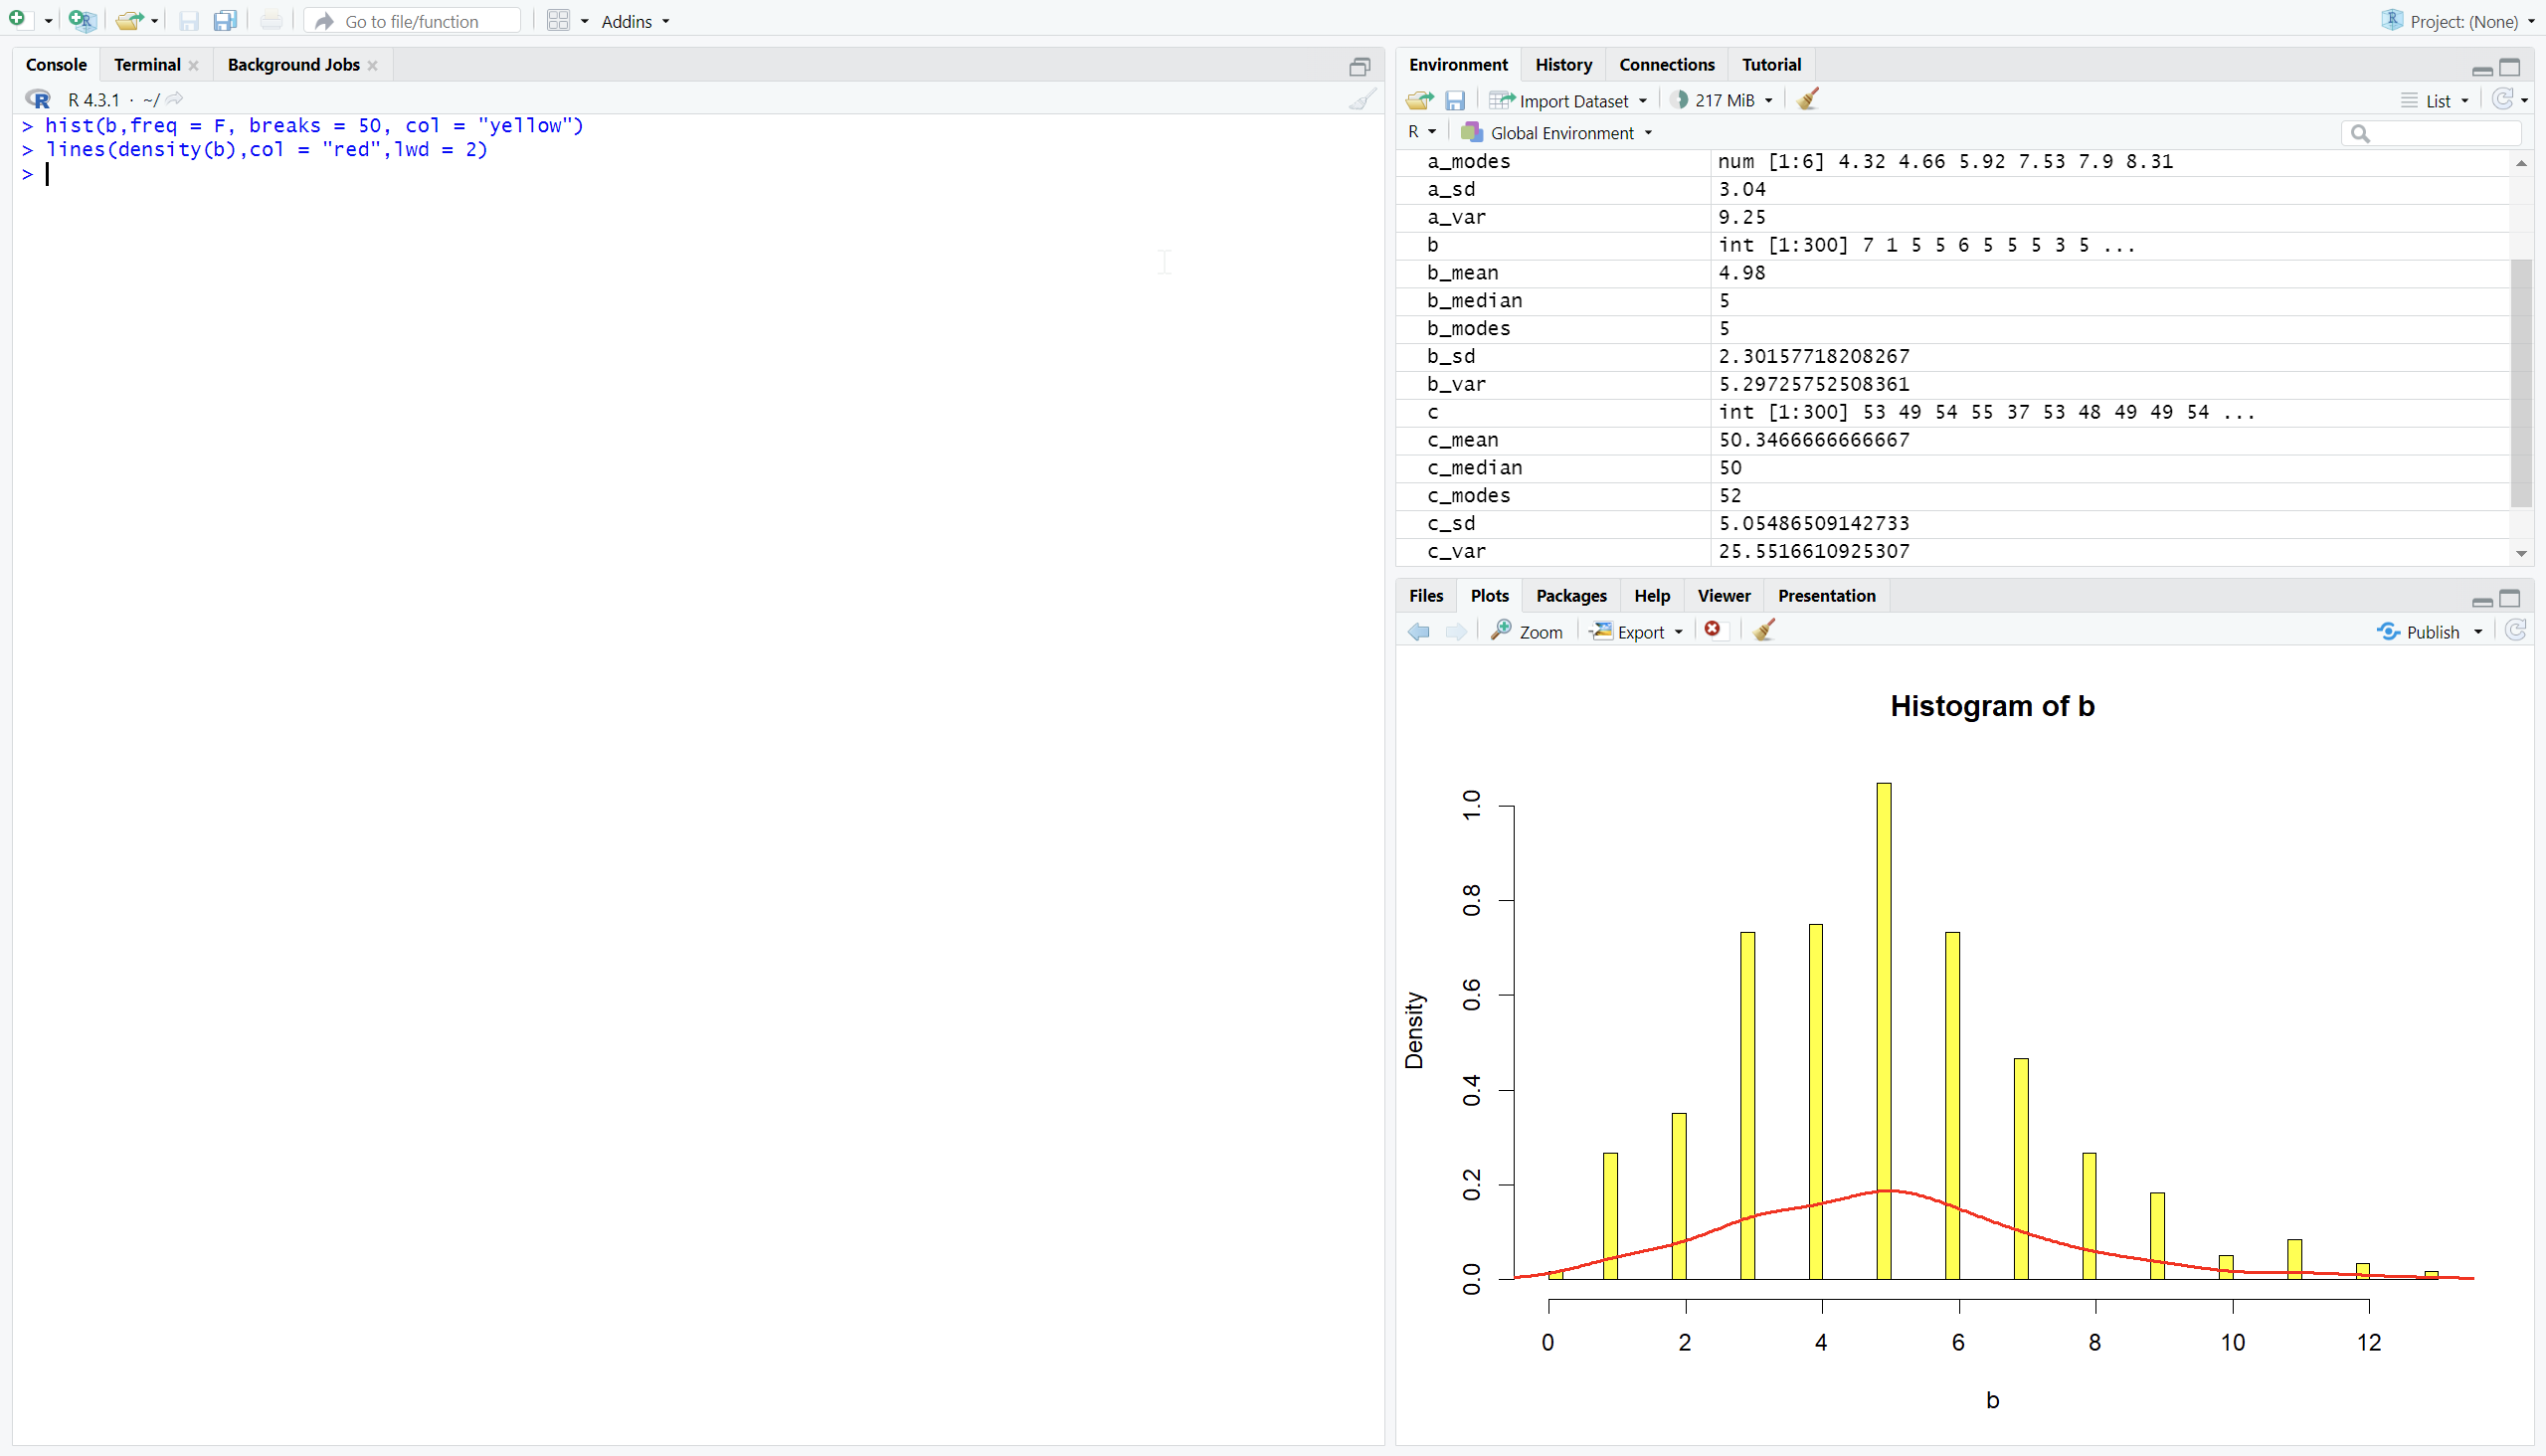 Go to file/function
Addins
Project: (None)
Console
Terminal
Background Jobs
R 4.3.1 · ~/
> hist(b,freq = F, breaks = 50, col = "yellow")
> lines(density(b),col = "red",lwd = 2)
>
Environment
History
Connections
Tutorial
Import Dataset
217 MiB
List
R
Global Environment
a_modes num [1:6] 4.32 4.66 5.92 7.53 7.9 8.31
a_sd 3.04
a_var 9.25
b int [1:300] 7 1 5 5 6 5 5 5 3 5 ...
b_mean 4.98
b_median 5
b_modes 5
b_sd 2.30157718208267
b_var 5.29725752508361
c int [1:300] 53 49 54 55 37 53 48 49 49 54 ...
c_mean 50.3466666666667
c_median 50
c_modes 52
c_sd 5.05486509142733
c_var 25.5516610925307
Files
Plots
Packages
Help
Viewer
Presentation
Zoom
Export
Publish
Histogram of b
1.0
0.8
0.6
0.4
0.2
0.0
Density
0 2 4 6 8 10 12
b